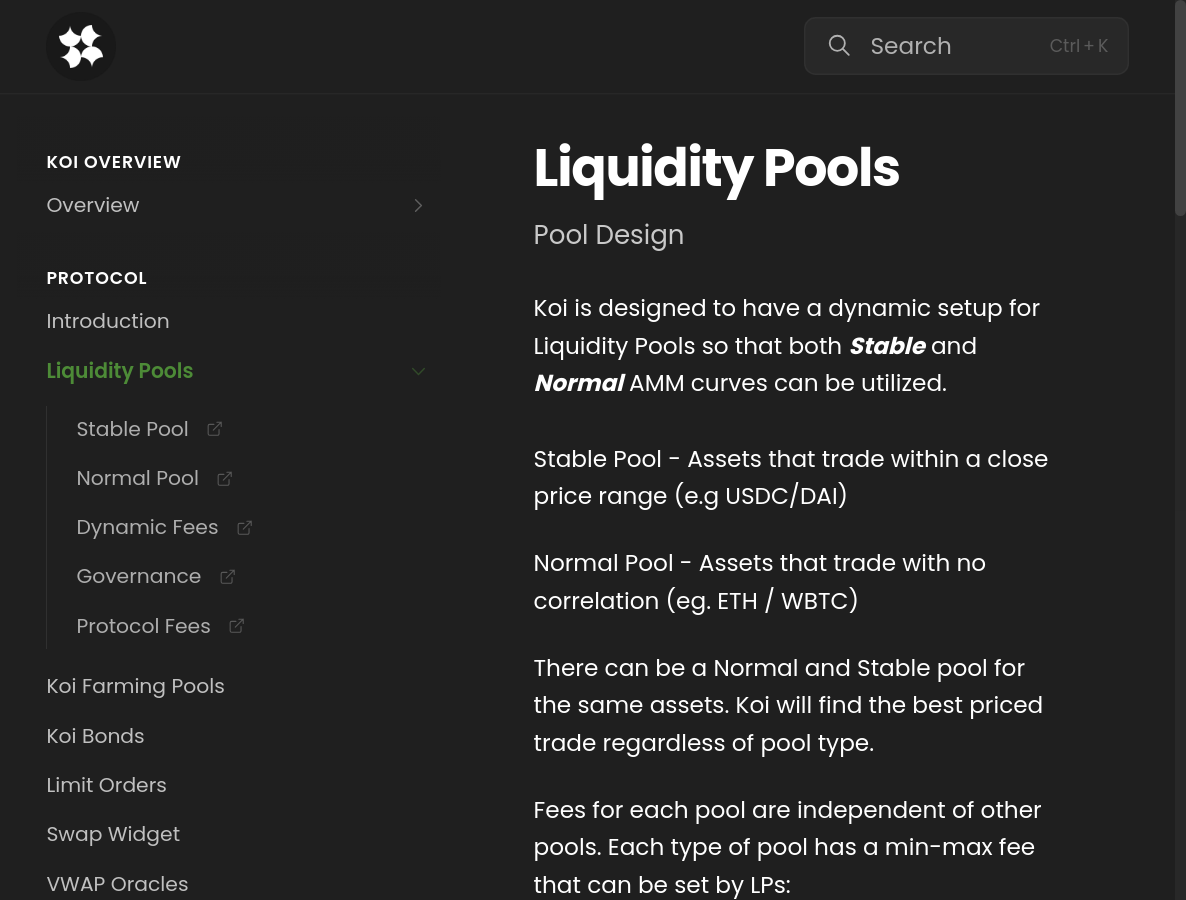 Search
Ctrl + K
KOI OVERVIEW
Overview
PROTOCOL
Introduction
Liquidity Pools
Stable Pool
Normal Pool
Dynamic Fees
Governance
Protocol Fees
Koi Farming Pools
Koi Bonds
Limit Orders
Swap Widget
VWAP Oracles
Liquidity Pools
Pool Design
Koi is designed to have a dynamic setup for
Liquidity Pools so that both Stable and
Normal AMM curves can be utilized.
Stable Pool - Assets that trade within a close
price range (e.g USDC/DAI)
Normal Pool - Assets that trade with no
correlation (eg. ETH / WBTC)
There can be a Normal and Stable pool for
the same assets. Koi will find the best priced
trade regardless of pool type.
Fees for each pool are independent of other
pools. Each type of pool has a min-max fee
that can be set by LPs: